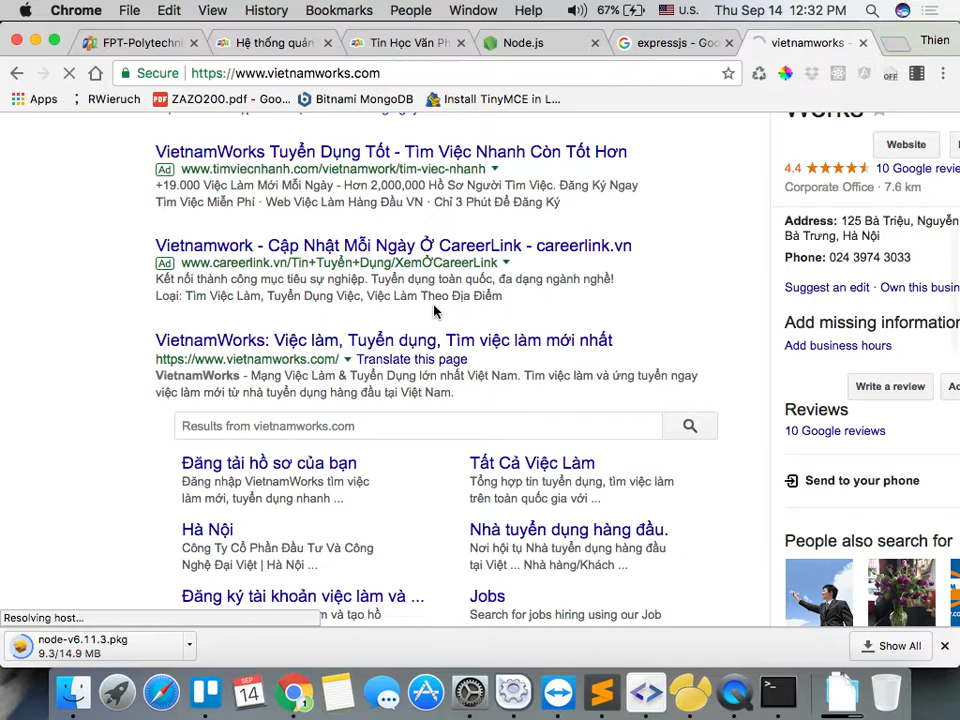 Chrome File Edit View History Bookmarks People Window Help 67% U.S. Thu Sep 14 12:32 PM
FPT-Polytechni Hệ thống quản Tin Học Văn Ph Node.js expressjs - Goo vietnamworks - Thien
Secure https://www.vietnamworks.com OFF
Apps RWieruch PDF ZAZO200.pdf - Goo... Bitnami MongoDB Install TinyMCE in L...
VietnamWorks Tuyển Dụng Tốt - Tìm Việc Nhanh Còn Tốt Hơn
Ad www.timviecnhanh.com/vietnamwork/tim-viec-nhanh
+19.000 Việc Làm Mới Mỗi Ngày - Hơn 2,000,000 Hồ Sơ Người Tìm Việc. Đăng Ký Ngay
Tìm Việc Miễn Phí · Web Việc Làm Hàng Đầu VN · Chỉ 3 Phút Để Đăng Ký
Vietnamwork - Cập Nhật Mỗi Ngày Ở CareerLink - careerlink.vn
Ad www.careerlink.vn/Tin+Tuyển+Dụng/XemỞCareerLink
Kết nối thành công mục tiêu sự nghiệp. Tuyển dụng toàn quốc, đa dạng ngành nghề!
Loại: Tìm Việc Làm, Tuyển Dụng Việc, Việc Làm Theo Địa Điểm
VietnamWorks: Việc làm, Tuyển dụng, Tìm việc làm mới nhất
https://www.vietnamworks.com/ Translate this page
VietnamWorks - Mạng Việc Làm & Tuyển Dụng lớn nhất Việt Nam. Tìm việc làm và ứng tuyển ngay
việc làm mới từ nhà tuyển dụng hàng đầu tại Việt Nam.
Results from vietnamworks.com
Đăng tải hồ sơ của bạn
Đăng nhập VietnamWorks tìm việc
làm mới, tuyển dụng nhanh ...
Tất Cả Việc Làm
Tổng hợp tin tuyển dụng, tìm việc làm
trên toàn quốc gia với ...
Hà Nội
Công Ty Cổ Phần Đầu Tư Và Công
Nghệ Đại Việt | Hà Nội ...
Nhà tuyển dụng hàng đầu.
Nơi hội tụ Nhà tuyển dụng hàng đầu
tại Việt ... Nhà hàng/Khách ...
Đăng ký tài khoản việc làm và ...
và tạo hồ
Jobs
Search for jobs hiring using our Job
Works
Website
4.4 10 Google revie
Corporate Office · 7.6 km
Address: 125 Bà Triệu, Nguyễn
Bà Trưng, Hà Nội
Phone: 024 3974 3033
Suggest an edit · Own this busin
Add missing information
Add business hours
Write a review Ad
Reviews
10 Google reviews
Send to your phone
People also search for
Resolving host...
node-v6.11.3.pkg
9.3/14.9 MB
Show All
SEP
14